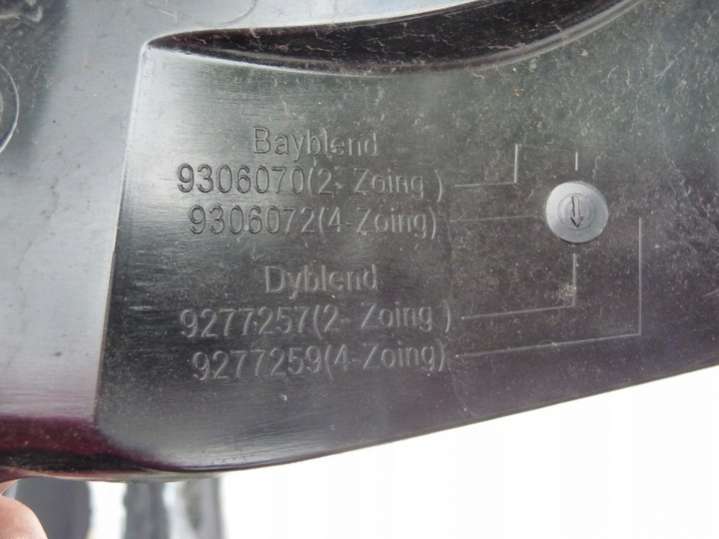 Bayblend
9306070(2-Zoing )
9306072(4-Zoing)
Dyblend
9277257(2-Zoing )
9277259(4-Zoing)